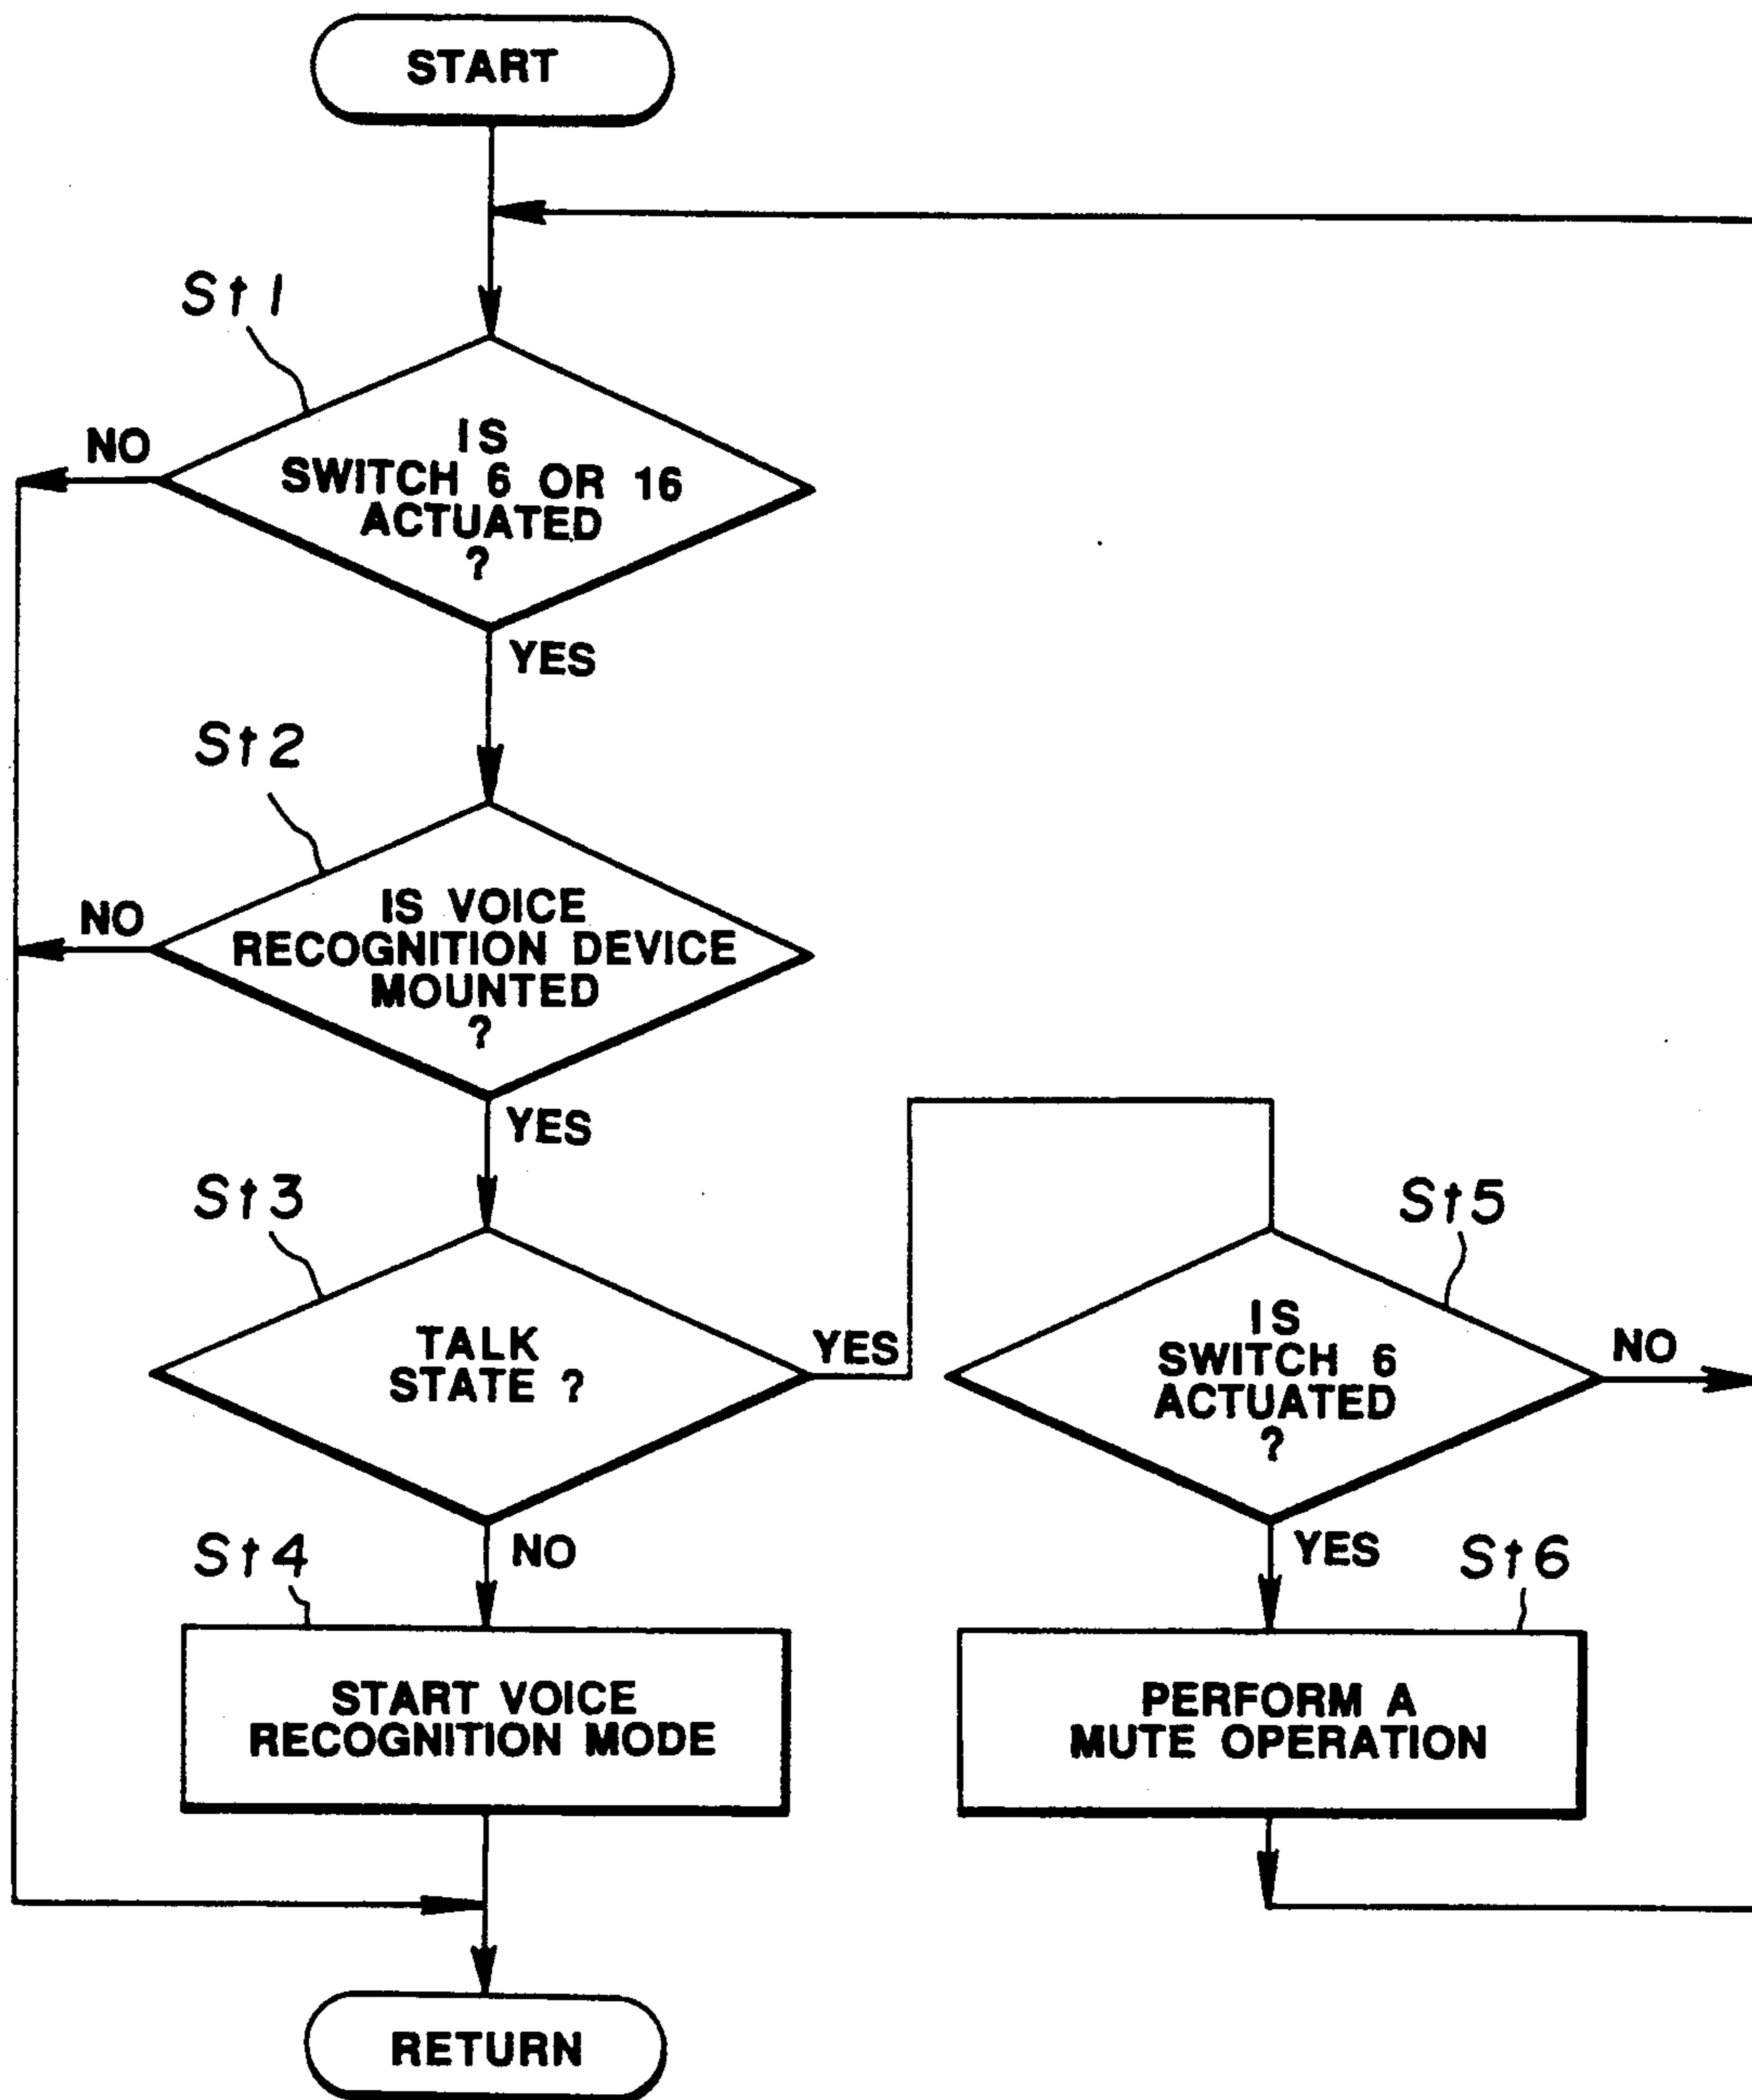 START
St1
NO
IS
SWITCH 6 OR 16
ACTUATED
?
YES
St2
NO
IS VOICE
RECOGNITION DEVICE
MOUNTED
?
YES
St3
TALK
STATE ?
YES
NO
St5
IS
SWITCH 6
ACTUATED
?
NO
YES
St4
START VOICE
RECOGNITION MODE
St6
PERFORM A
MUTE OPERATION
RETURN